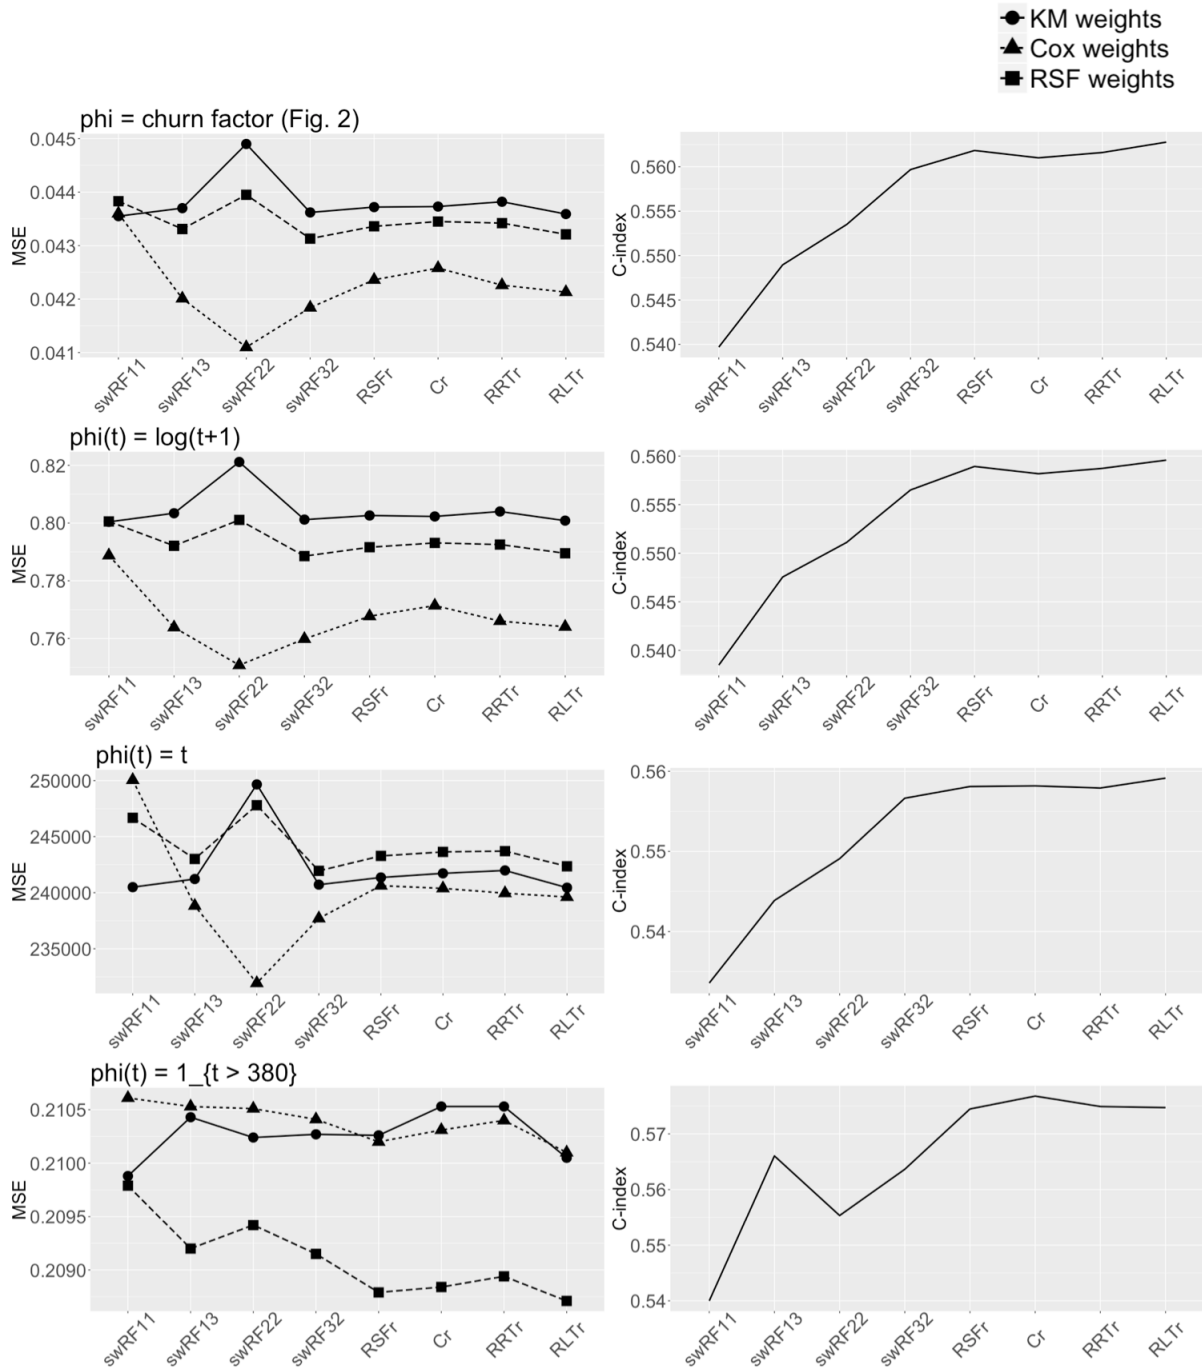 KM weights
Cox weights
RSF weights
phi = churn factor (Fig. 2)
MSE
0.045
0.044
0.043
0.042
0.041
swRF11 swRF13 swRF22 swRF32 RSFr Cr RRTr RLTr
C-index
0.560
0.555
0.550
0.545
0.540
swRF11 swRF13 swRF22 swRF32 RSFr Cr RRTr RLTr
phi(t) = log(t+1)
MSE
0.82
0.80
0.78
0.76
swRF11 swRF13 swRF22 swRF32 RSFr Cr RRTr RLTr
C-index
0.560
0.555
0.550
0.545
0.540
swRF11 swRF13 swRF22 swRF32 RSFr Cr RRTr RLTr
phi(t) = t
MSE
250000
245000
240000
235000
swRF11 swRF13 swRF22 swRF32 RSFr Cr RRTr RLTr
C-index
0.56
0.55
0.54
swRF11 swRF13 swRF22 swRF32 RSFr Cr RRTr RLTr
phi(t) = 1_{t > 380}
MSE
0.2105
0.2100
0.2095
0.2090
swRF11 swRF13 swRF22 swRF32 RSFr Cr RRTr RLTr
C-index
0.57
0.56
0.55
0.54
swRF11 swRF13 swRF22 swRF32 RSFr Cr RRTr RLTr